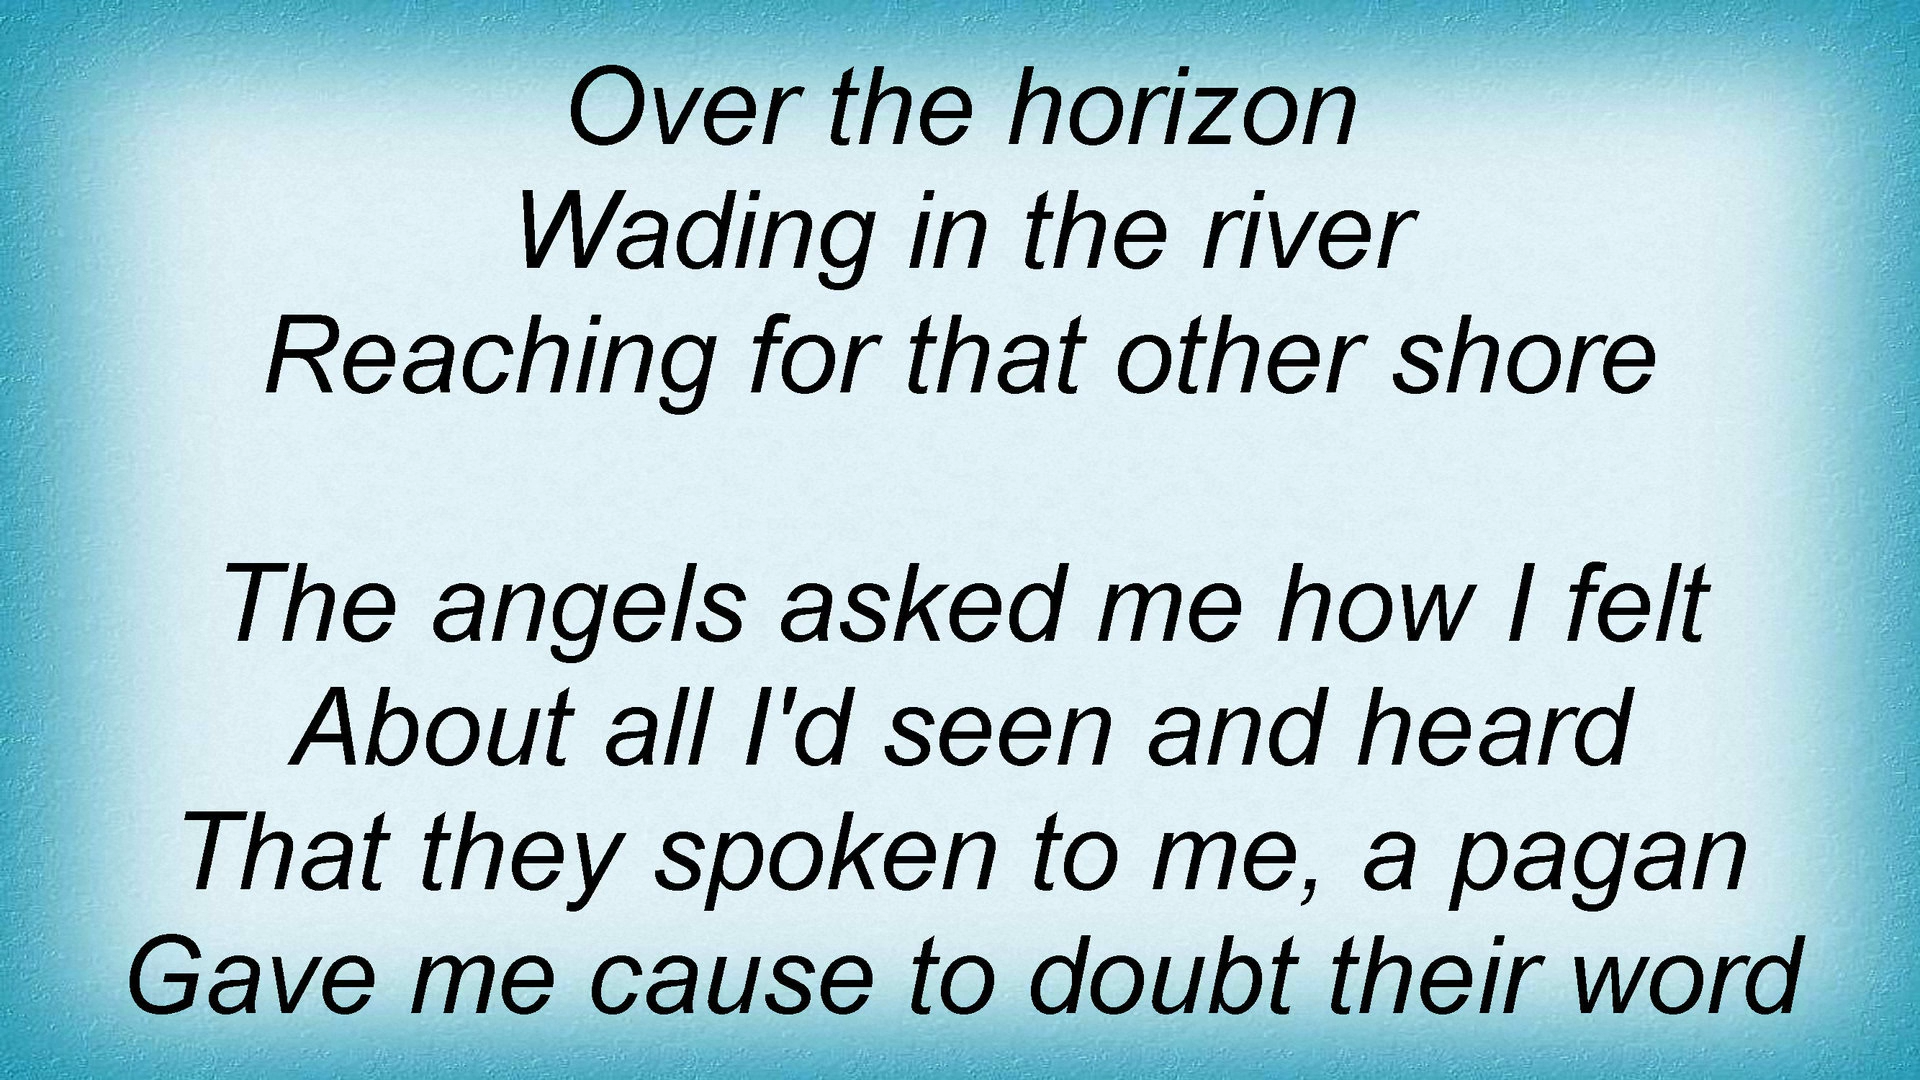 Over the horizon
Wading in the river
Reaching for that other shore
The angels asked me how I felt
About all I'd seen and heard
That they spoken to me, a pagan
Gave me cause to doubt their word